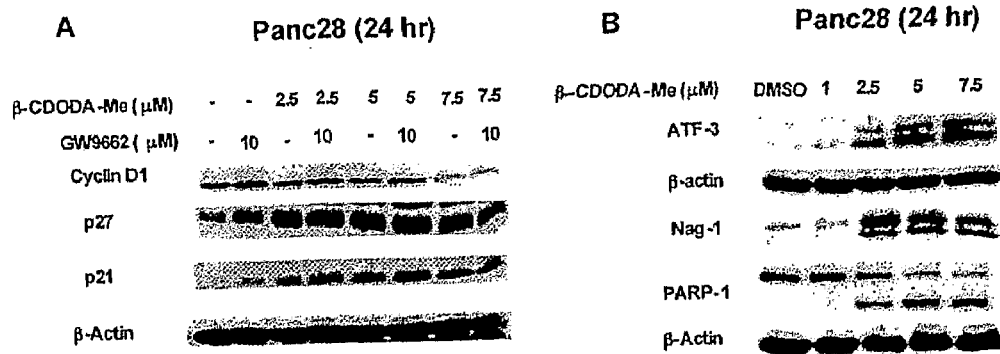 A
Panc28 (24 hr)
β-CDODA-Me (μM) - - 2.5 2.5 5 5 7.5 7.5
GW9662 (μM) - 10 - 10 - 10 - 10
Cyclin D1
p27
p21
β-Actin
B
Panc28 (24 hr)
β-CDODA-Me (μM) DMSO 1 2.5 5 7.5
ATF-3
β-actin
Nag-1
PARP-1
β-Actin